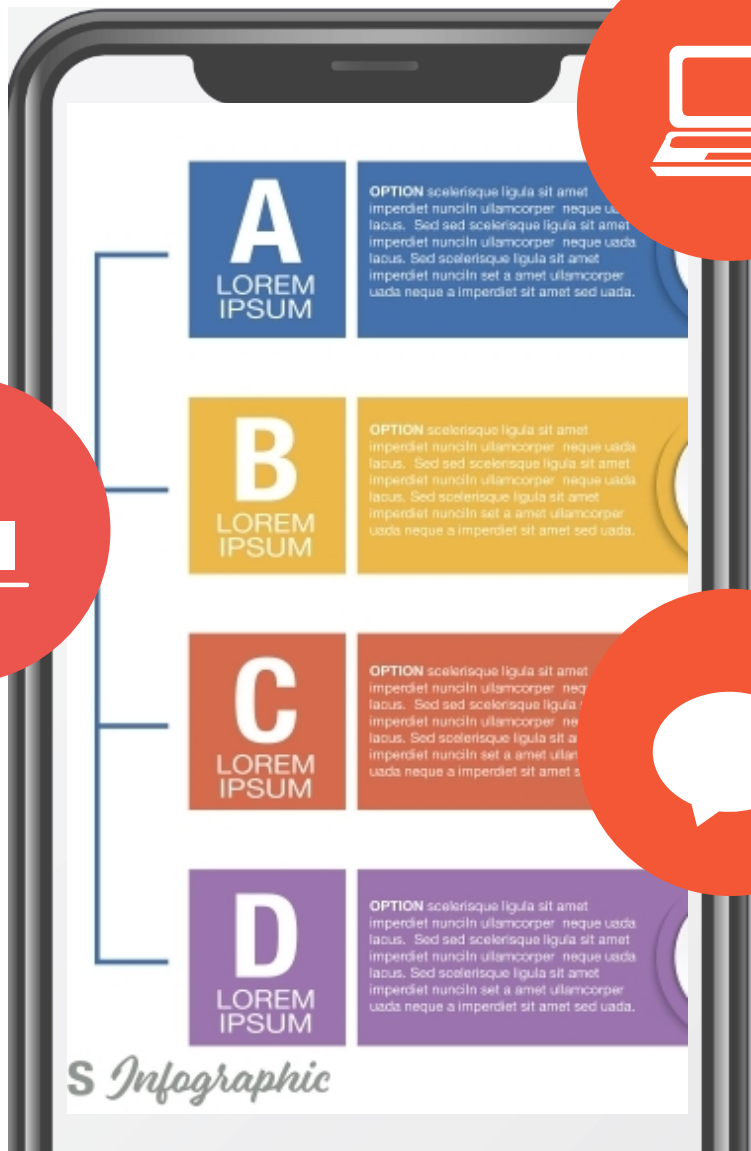 A
LOREM
IPSUM
OPTION scelerisque ligula sit amet
imperdiet nunciln ullamcorper neque
lacus. Sed sed scelerisque ligula sit amet
imperdiet nunciln ullamcorper neque uada
lacus. Sed scelerisque ligula sit amet
imperdiet nunciln set a amet ullamcorper
uada neque a imperdiet sit amet sed uada.
B
LOREM
IPSUM
OPTION scelerisque ligula sit amet
imperdiet nunciln ullamcorper neque uada
lacus. Sed sed scelerisque ligula sit amet
imperdiet nunciln ullamcorper neque uada
lacus. Sed scelerisque ligula sit amet
imperdiet nunciln set a amet ullamcorper
uada neque a imperdiet sit amet sed uada.
C
LOREM
IPSUM
OPTION scelerisque ligula sit amet
imperdiet nunciln ullamcorper
lacus. Sed sed scelerisque ligula
imperdiet nunciln ullamcorper
lacus. Sed scelerisque ligula sit
imperdiet nunciln set a amet
uada neque a imperdiet sit amet
D
LOREM
IPSUM
OPTION scelerisque ligula sit amet
imperdiet nunciln ullamcorper neque uada
lacus. Sed sed scelerisque ligula sit amet
imperdiet nunciln ullamcorper neque uada
lacus. Sed scelerisque ligula sit amet
imperdiet nunciln set a amet ullamcorper
uada neque a imperdiet sit amet sed uada.
S Infographic